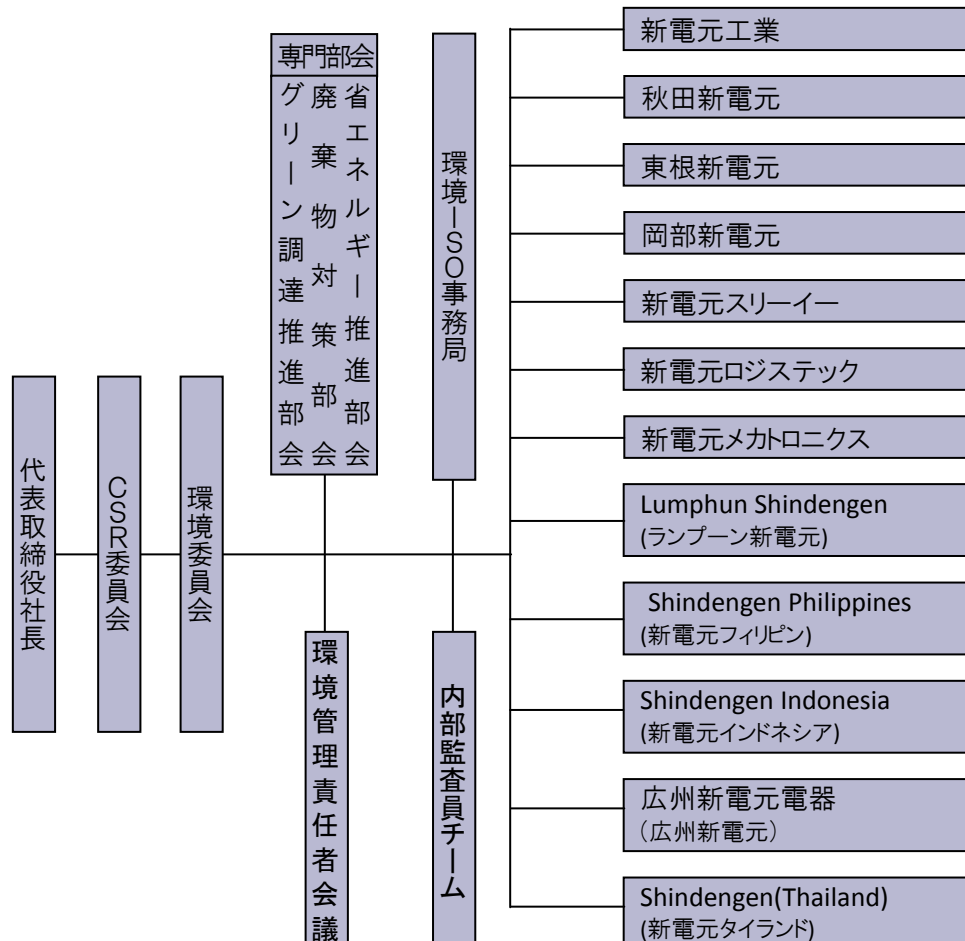 代表取締役社長
CSR委員会
環境委員会
専門部会
省エネルギー推進部会
廃棄物対策部会
グリーン調達推進部会
環境ISO事務局
環境管理責任者会議
内部監査員チーム
新電元工業
秋田新電元
東根新電元
岡部新電元
新電元スリーイー
新電元ロジステック
新電元メカトロニクス
Lumphun Shindengen
(ランプーン新電元)
Shindengen Philippines
(新電元フィリピン)
Shindengen Indonesia
(新電元インドネシア)
広州新電元電器
(広州新電元)
Shindengen(Thailand)
(新電元タイランド)